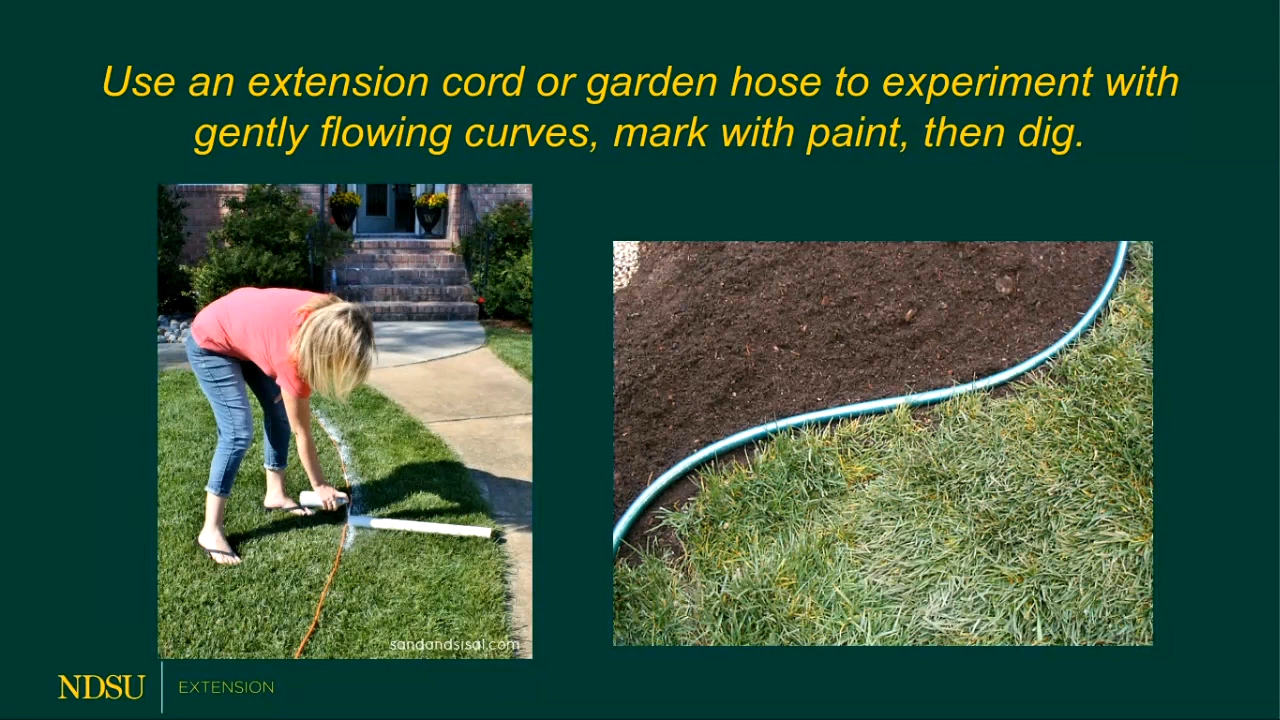 Use an extension cord or garden hose to experiment with
gently flowing curves, mark with paint, then dig.
W
W
sandandsisal.com
NDSU
EXTENSION